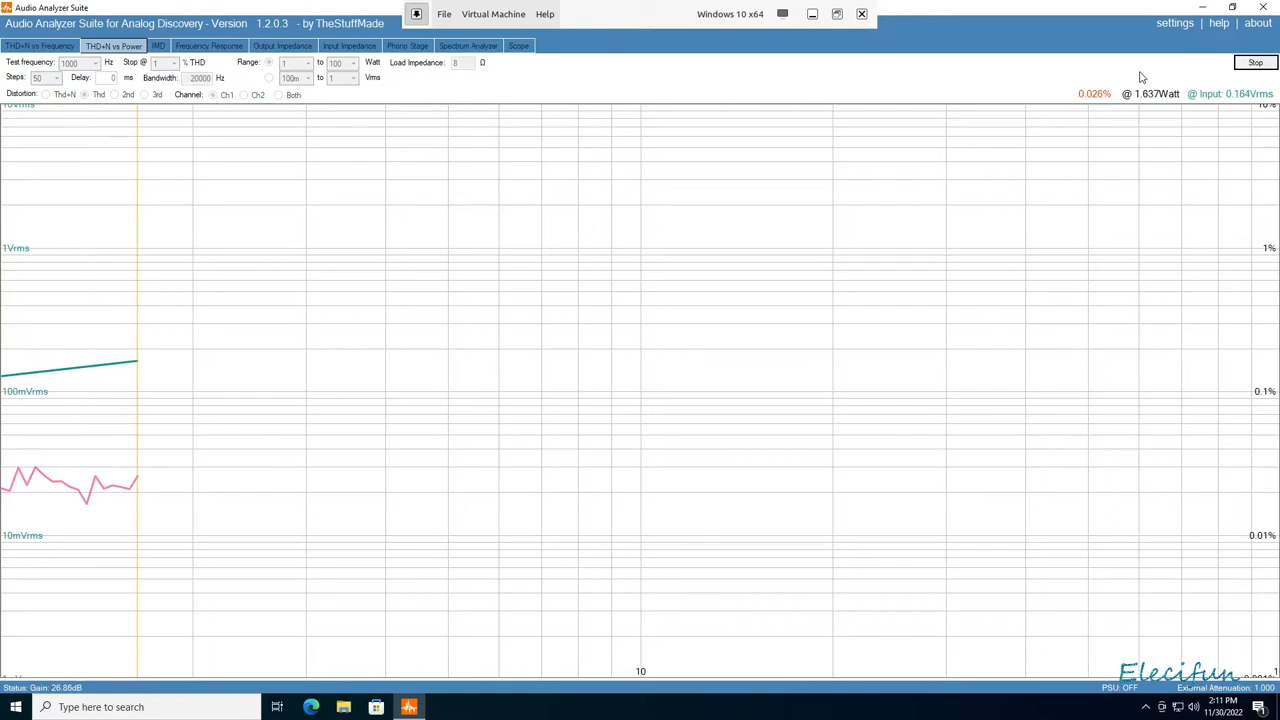 Audio Analyzer Suite
File Virtual Machine Help Windows 10 x64
Audio Analyzer Suite for Analog Discovery - Version 1.2.0.3 - by TheStuffMade
settings | help | about
THD+N vs Frequency THD+N vs Power IMD Frequency Response Output Impedance Input Impedance Phono Stage Spectrum Analyzer Scope
Test frequency: 1000 Hz Stop @ 1 % THD Range: 1 to 100 Watt Load Impedance: 8 Ω Stop
Steps: 50 Delay: 0 ms Bandwidth: 20000 Hz 100m to 1 Vrms
Distortion: Thd+N Thd 2nd 3rd Channel: Ch1 Ch2 Both
0.026% @ 1.637Watt @ Input: 0.164Vrms
10Vrms 10%
1Vrms 1%
100mVrms 0.1%
10mVrms 0.01%
10
Elecifun
Status: Gain: 26.86dB PSU: OFF External Attenuation: 1.000
Type here to search
2:11 PM
11/30/2022